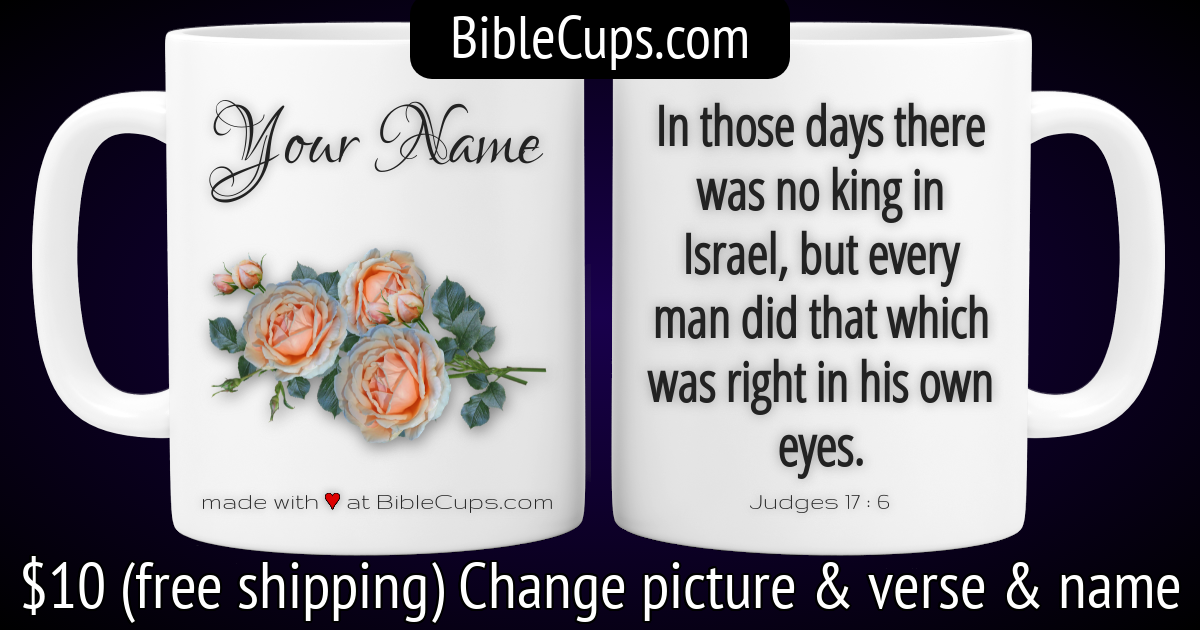 BibleCups.com
Your Name
made with ♥ at BibleCups.com
In those days there
was no king in
Israel, but every
man did that which
was right in his own
eyes.
Judges 17 : 6
$10 (free shipping) Change picture & verse & name